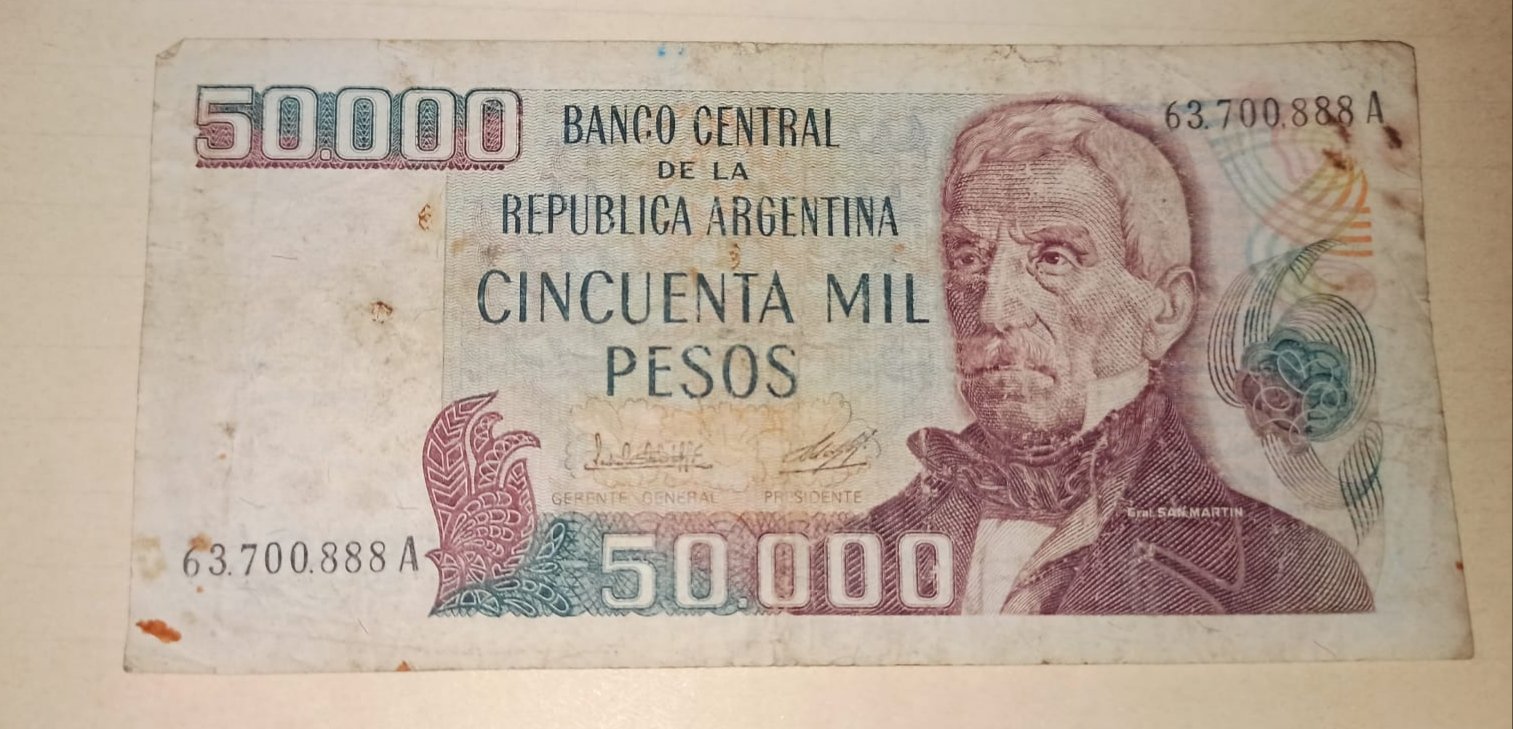 50.000
BANCO CENTRAL
DE LA
REPUBLICA ARGENTINA
63.700.888 A
CINCUENTA MIL
PESOS
GERENTE GENERAL
PRESIDENTE
Gral. SAN MARTIN
63.700.888 A
50.000